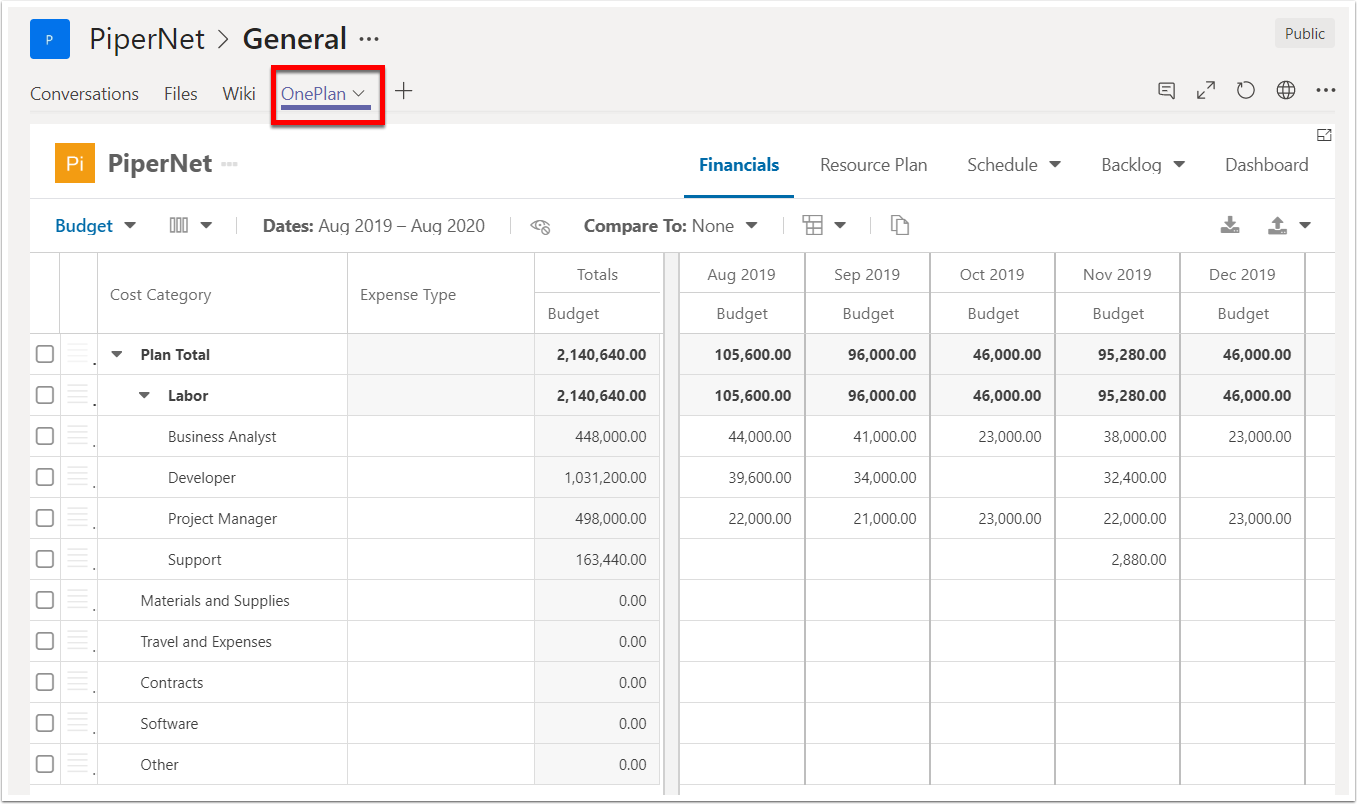 P PiperNet > General ···
Public
Conversations Files Wiki OnePlan +
Pi PiperNet
Financials Resource Plan Schedule Backlog Dashboard
Budget Dates: Aug 2019 – Aug 2020 Compare To: None
Cost Category Expense Type Totals Aug 2019 Sep 2019 Oct 2019 Nov 2019 Dec 2019
Budget Budget Budget Budget Budget Budget
Plan Total 2,140,640.00 105,600.00 96,000.00 46,000.00 95,280.00 46,000.00
Labor 2,140,640.00 105,600.00 96,000.00 46,000.00 95,280.00 46,000.00
Business Analyst 448,000.00 44,000.00 41,000.00 23,000.00 38,000.00 23,000.00
Developer 1,031,200.00 39,600.00 34,000.00 32,400.00
Project Manager 498,000.00 22,000.00 21,000.00 23,000.00 22,000.00 23,000.00
Support 163,440.00 2,880.00
Materials and Supplies 0.00
Travel and Expenses 0.00
Contracts 0.00
Software 0.00
Other 0.00